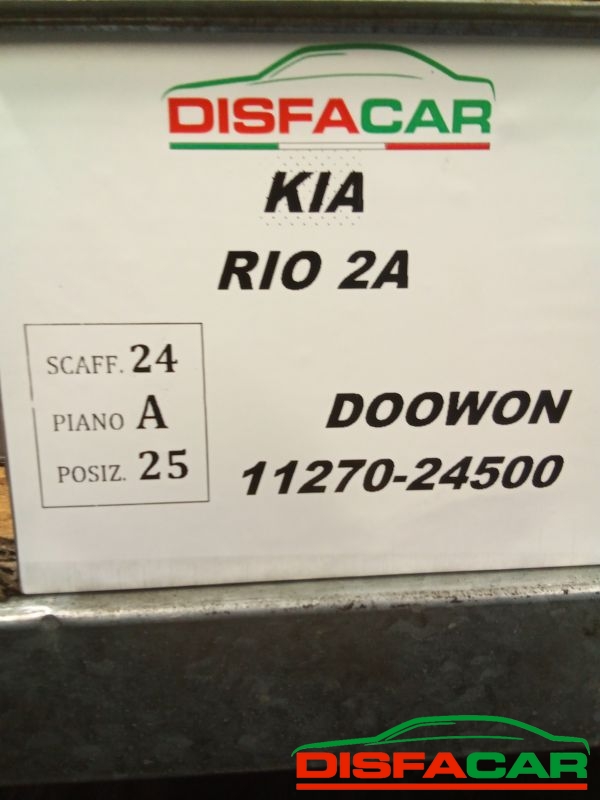 DISFACAR
KIA
RIO 2A
SCAFF. 24
PIANO A
POSIZ. 25
DOOWON
11270-24500
DISFACAR